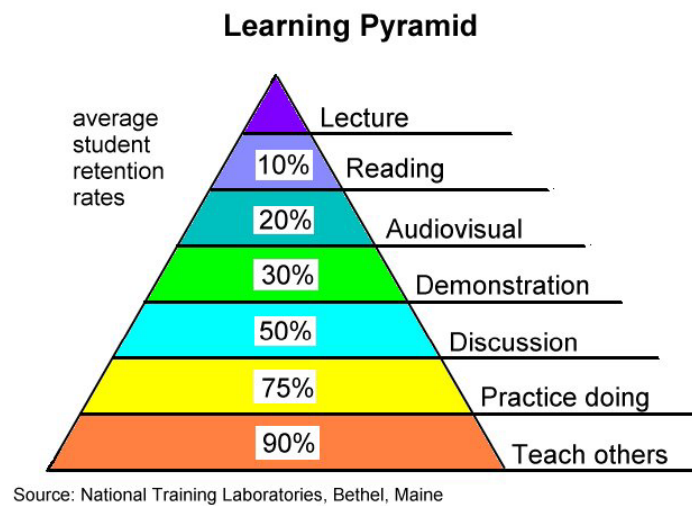 Learning Pyramid
average
student
retention
rates
Lecture
10% Reading
20% Audiovisual
30% Demonstration
50% Discussion
75% Practice doing
90% Teach others
Source: National Training Laboratories, Bethel, Maine